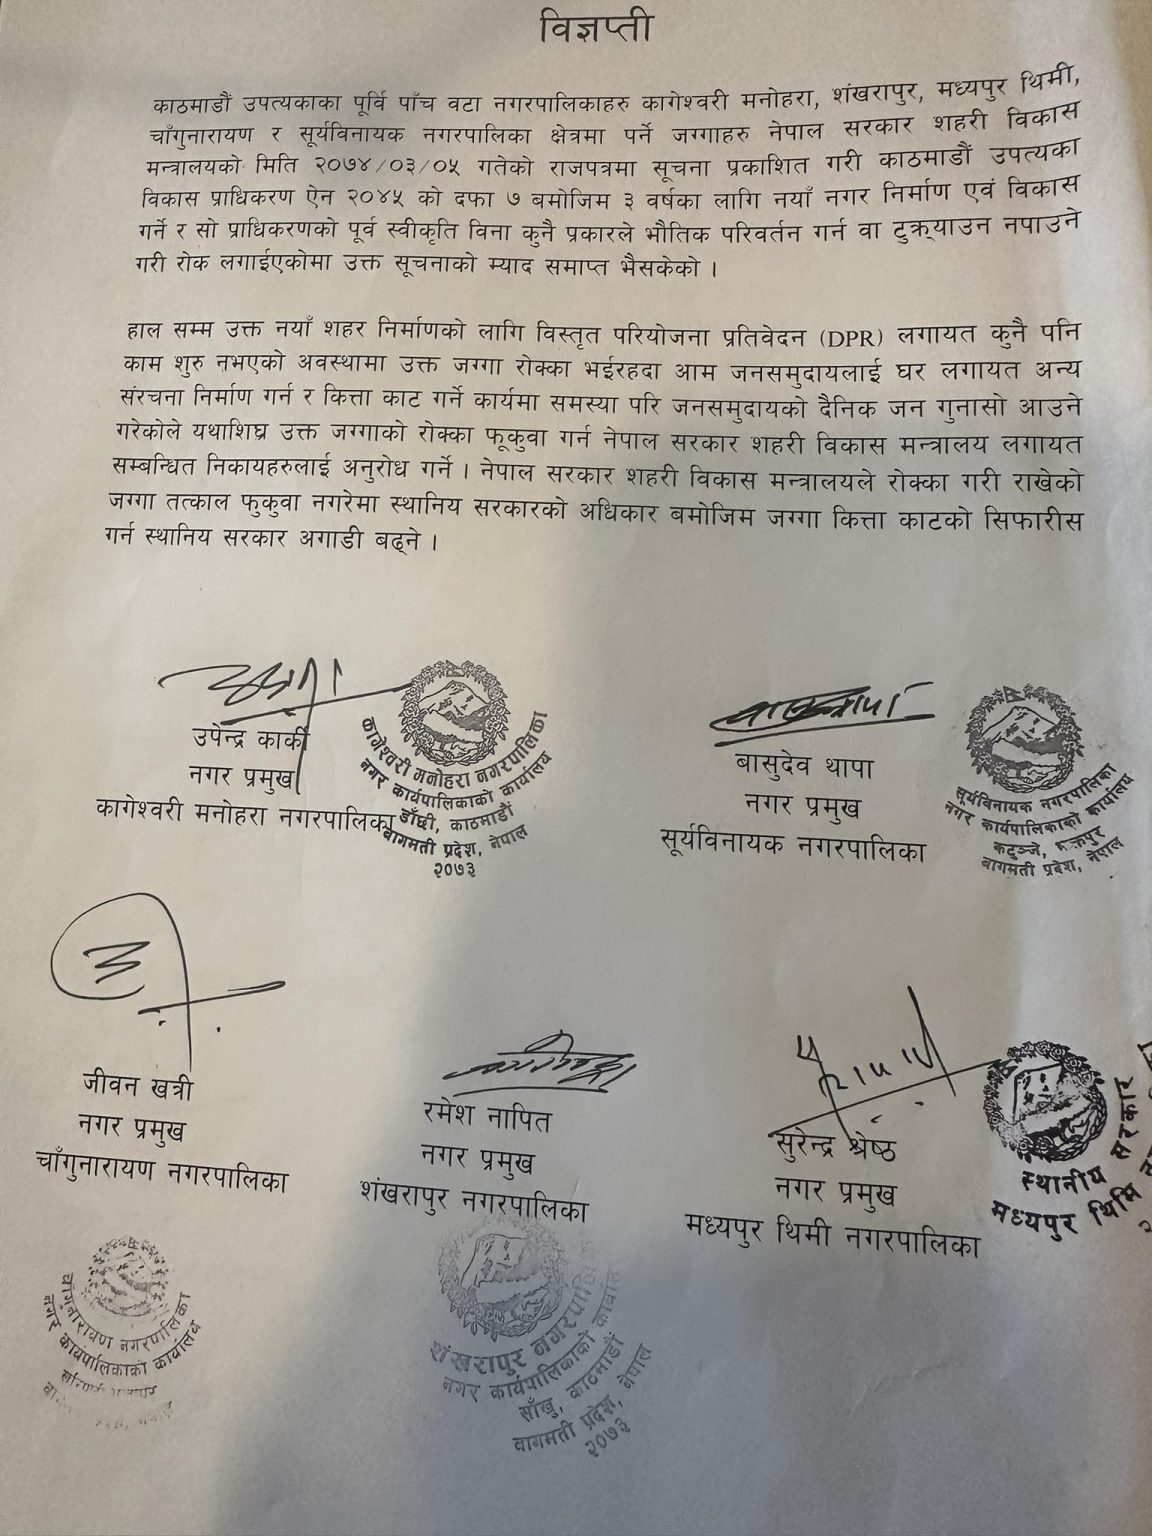 विज्ञप्ती
काठमाडौं उपत्यकाका पूर्वि पाँच वटा नगरपालिकाहरु कागेश्वरी मनोहरा, शंखरापुर, मध्यपुर थिमी,
चाँगुनारायण र सूर्यविनायक नगरपालिका क्षेत्रमा पर्ने जग्गाहरु नेपाल सरकार शहरी विकास
मन्त्रालयको मिति २०७४/०३/०५ गतेको राजपत्रमा सूचना प्रकाशित गरी काठमाडौं उपत्यका
विकास प्राधिकरण ऐन २०४५ को दफा ७ बमोजिम ३ वर्षका लागि नयाँ नगर निर्माण एवं विकास
गर्ने र सो प्राधिकरणको पूर्व स्वीकृति विना कुनै प्रकारले भौतिक परिवर्तन गर्न वा टुक्र्याउन नपाउने
गरी रोक लगाईएकोमा उक्त सूचनाको म्याद समाप्त भैसकेको ।
हाल सम्म उक्त नयाँ शहर निर्माणको लागि विस्तृत परियोजना प्रतिवेदन (DPR) लगायत कुनै पनि
काम शुरु नभएको अवस्थामा उक्त जग्गा रोक्का भईरहदा आम जनसमुदायलाई घर लगायत अन्य
संरचना निर्माण गर्न र कित्ता काट गर्ने कार्यमा समस्या परि जनसमुदायको दैनिक जन गुनासो आउने
गरेकोले यथाशिघ्र उक्त जग्गाको रोक्का फूकुवा गर्न नेपाल सरकार शहरी विकास मन्त्रालय लगायत
सम्बन्धित निकायहरुलाई अनुरोध गर्ने । नेपाल सरकार शहरी विकास मन्त्रालयले रोक्का गरी राखेको
जग्गा तत्काल फुकुवा नगरेमा स्थानिय सरकारको अधिकार बमोजिम जग्गा कित्ता काटको सिफारीस
गर्न स्थानिय सरकार अगाडी बढ्ने ।
उपेन्द्र कार्की
नगर प्रमुख
कागेश्वरी मनोहरा नगरपालिका
कागेश्वरी मनोहरा नगरपालिका
नगर कार्यपालिकाको कार्यालय
डाँछी, काठमाडौं
बागमती प्रदेश, नेपाल
२०७३
बासुदेव थापा
नगर प्रमुख
सूर्यविनायक नगरपालिका
सूर्यविनायक नगरपालिका
नगर कार्यपालिकाको कार्यालय
कटुञ्जे, भक्तपुर
बागमती प्रदेश, नेपाल
जीवन खत्री
नगर प्रमुख
चाँगुनारायण नगरपालिका
चाँगुनारायण नगरपालिका
नगर कार्यपालिकाको कार्यालय
रमेश नापित
नगर प्रमुख
शंखरापुर नगरपालिका
शंखरापुर नगरपालिका
नगर कार्यपालिकाको कार्यालय
साँखु, काठमाडौं
बागमती प्रदेश, नेपाल
२०७३
सुरेन्द्र श्रेष्ठ
नगर प्रमुख
मध्यपुर थिमी नगरपालिका
स्थानीय सरकार
मध्यपुर थिमि